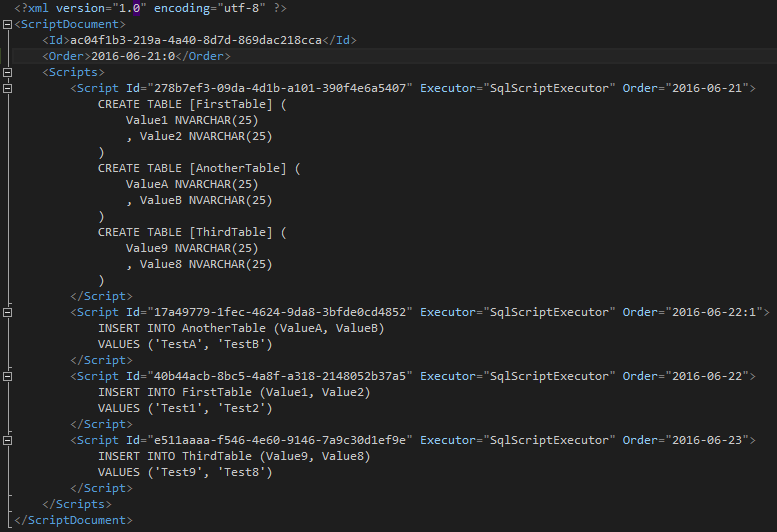 <?xml version="1.0" encoding="utf-8" ?>
<ScriptDocument>
<Id>ac04f1b3-219a-4a40-8d7d-869dac218cca</Id>
<Order>2016-06-21:0</Order>
<Scripts>
<Script Id="278b7ef3-09da-4d1b-a101-390f4e6a5407" Executor="SqlScriptExecutor" Order="2016-06-21">
CREATE TABLE [FirstTable] (
Value1 NVARCHAR(25)
, Value2 NVARCHAR(25)
)
CREATE TABLE [AnotherTable] (
ValueA NVARCHAR(25)
, ValueB NVARCHAR(25)
)
CREATE TABLE [ThirdTable] (
Value9 NVARCHAR(25)
, Value8 NVARCHAR(25)
)
</Script>
<Script Id="17a49779-1fec-4624-9da8-3bfde0cd4852" Executor="SqlScriptExecutor" Order="2016-06-22:1">
INSERT INTO AnotherTable (ValueA, ValueB)
VALUES ('TestA', 'TestB')
</Script>
<Script Id="40b44acb-8bc5-4a8f-a318-2148052b37a5" Executor="SqlScriptExecutor" Order="2016-06-22">
INSERT INTO FirstTable (Value1, Value2)
VALUES ('Test1', 'Test2')
</Script>
<Script Id="e511aaaa-f546-4e60-9146-7a9c30d1ef9e" Executor="SqlScriptExecutor" Order="2016-06-23">
INSERT INTO ThirdTable (Value9, Value8)
VALUES ('Test9', 'Test8')
</Script>
</Scripts>
</ScriptDocument>